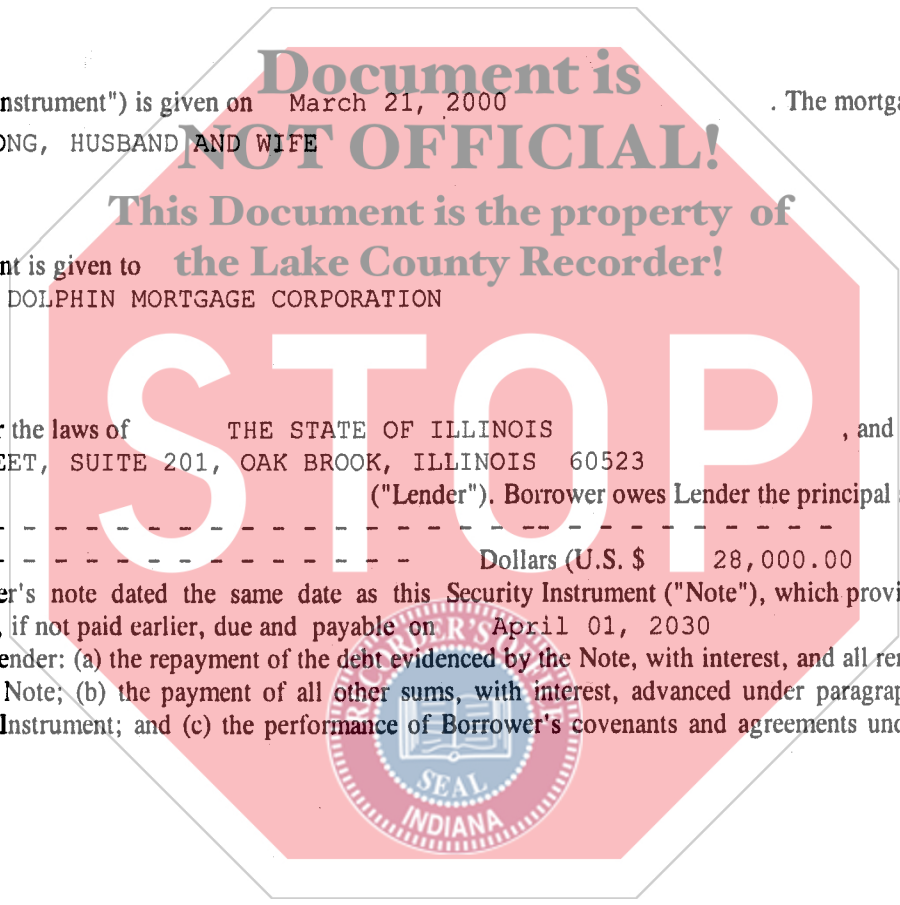 Document is
nstrument") is given on March 21, 2000 . The mortga
ONG, HUSBAND AND WIFE
NOT OFFICIAL!
This Document is the property of
nt is given to the Lake County Recorder!
DOLPHIN MORTGAGE CORPORATION
STOP
r the laws of THE STATE OF ILLINOIS , and
EET, SUITE 201, OAK BROOK, ILLINOIS 60523
("Lender"). Borrower owes Lender the principal
Dollars (U.S. $ 28,000.00
er's note dated the same date as this Security Instrument ("Note"), which provi
, if not paid earlier, due and payable on April 01, 2030
ender: (a) the repayment of the debt evidenced by the Note, with interest, and all ren
Note; (b) the payment of all other sums, with interest, advanced under paragrap
Instrument; and (c) the performance of Borrower's covenants and agreements und
RECORDER'S OFFICE
SEAL
INDIANA